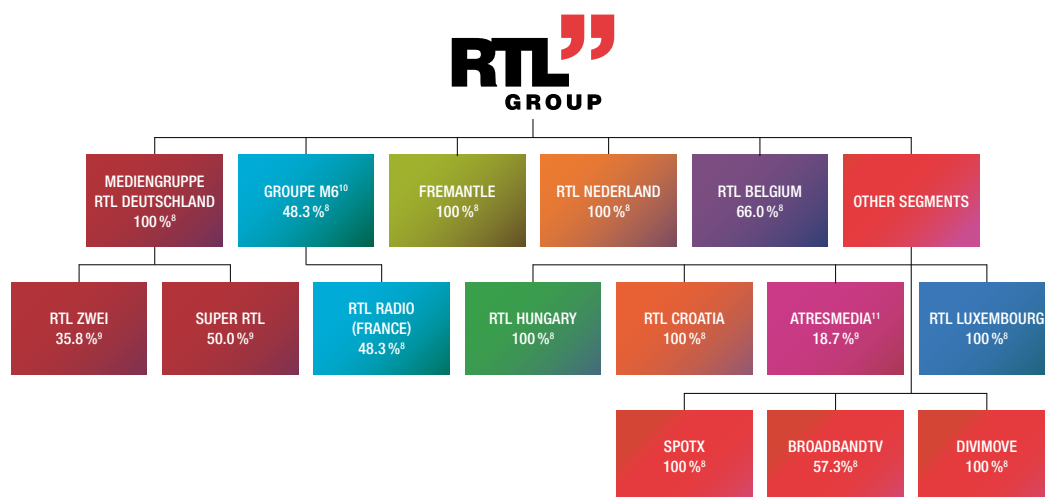 RTL
GROUP
MEDIENGRUPPE
RTL DEUTSCHLAND
100 %⁸
GROUPE M6¹⁰
48.3 %⁸
FREMANTLE
100 %⁸
RTL NEDERLAND
100 %⁸
RTL BELGIUM
66.0 %⁸
OTHER SEGMENTS
RTL ZWEI
35.8 %⁹
SUPER RTL
50.0 %⁹
RTL RADIO
(FRANCE)
48.3 %⁸
RTL HUNGARY
100 %⁸
RTL CROATIA
100 %⁸
ATRESMEDIA¹¹
18.7 %⁹
RTL LUXEMBOURG
100 %⁸
SPOTX
100 %⁸
BROADBANDTV
57.3%⁸
DIVIMOVE
100 %⁸